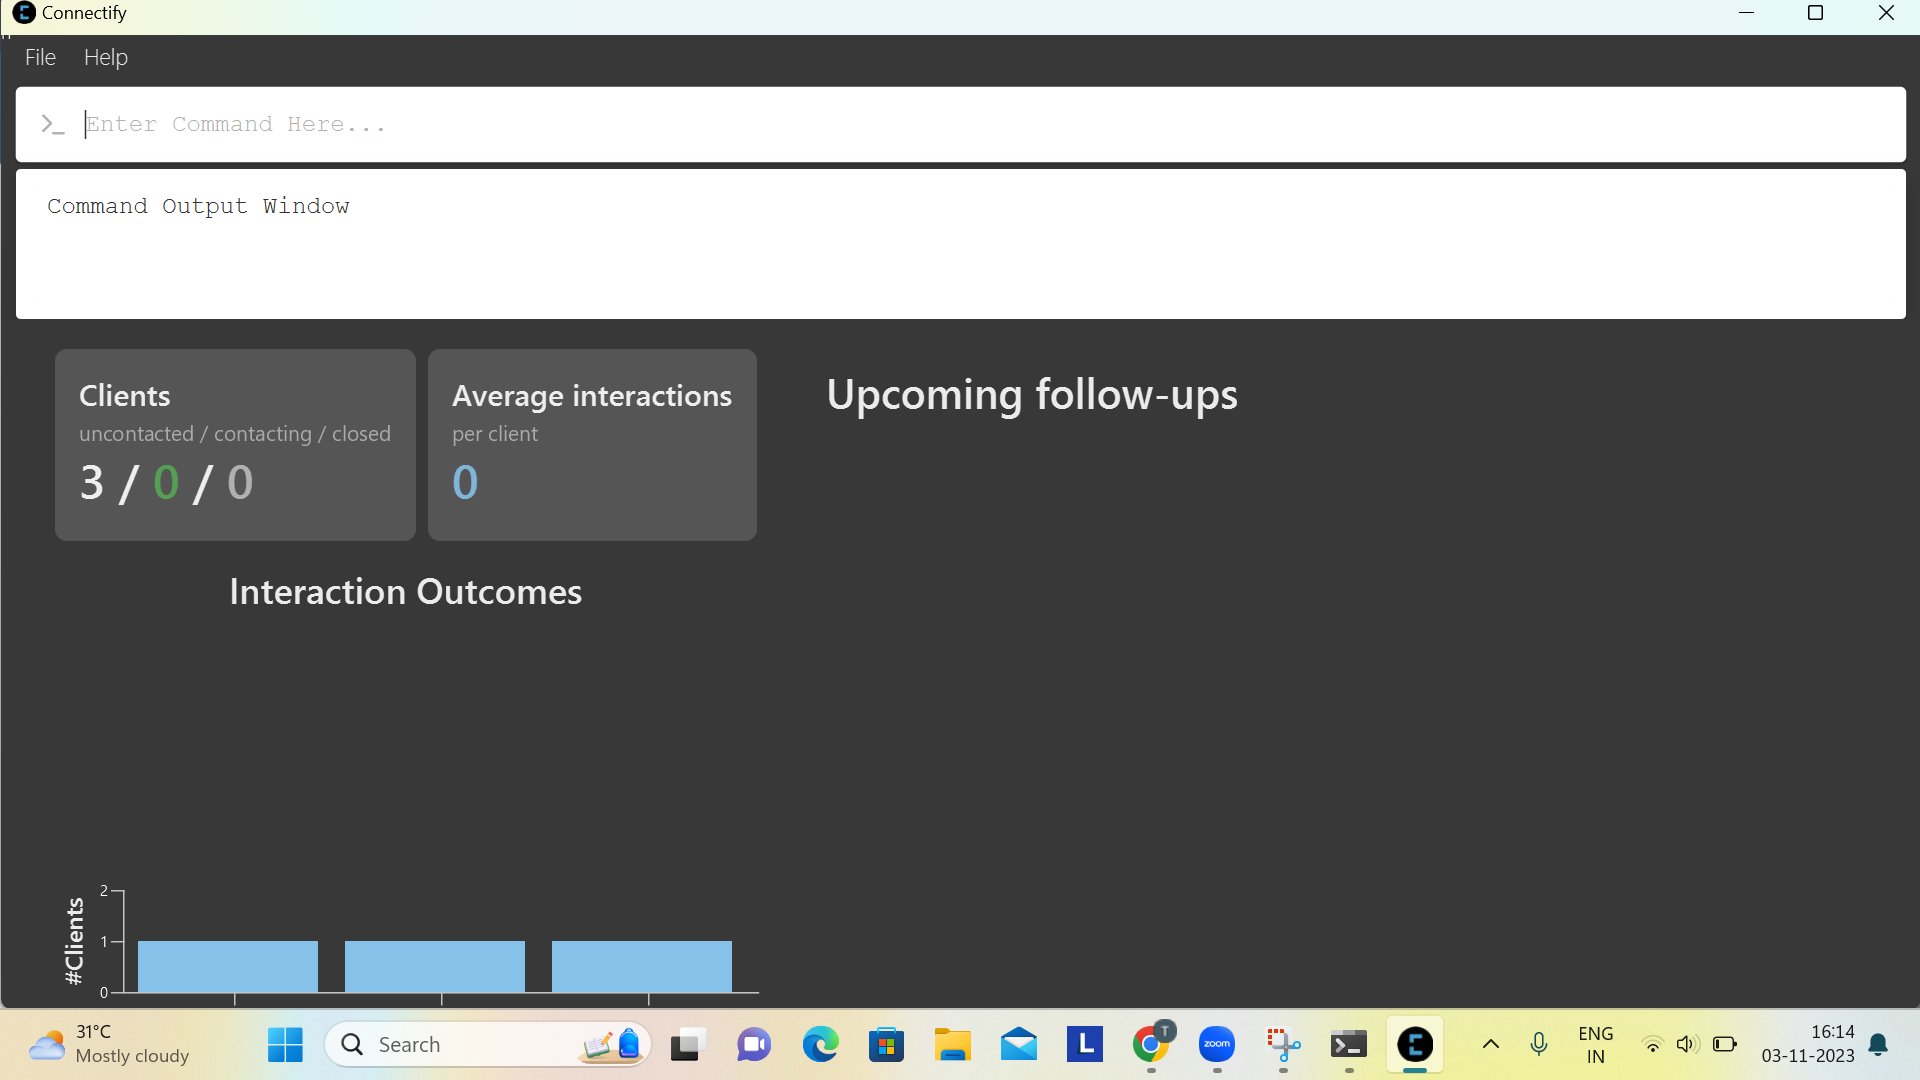 Connectify
File Help
Enter Command Here...
Command Output Window
Clients
uncontacted / contacting / closed
3 / 0 / 0
Average interactions
per client
0
Upcoming follow-ups
Interaction Outcomes
#Clients
2
1
0
31°C
Mostly cloudy
Search
L
T
zoom
ENG
IN
16:14
03-11-2023